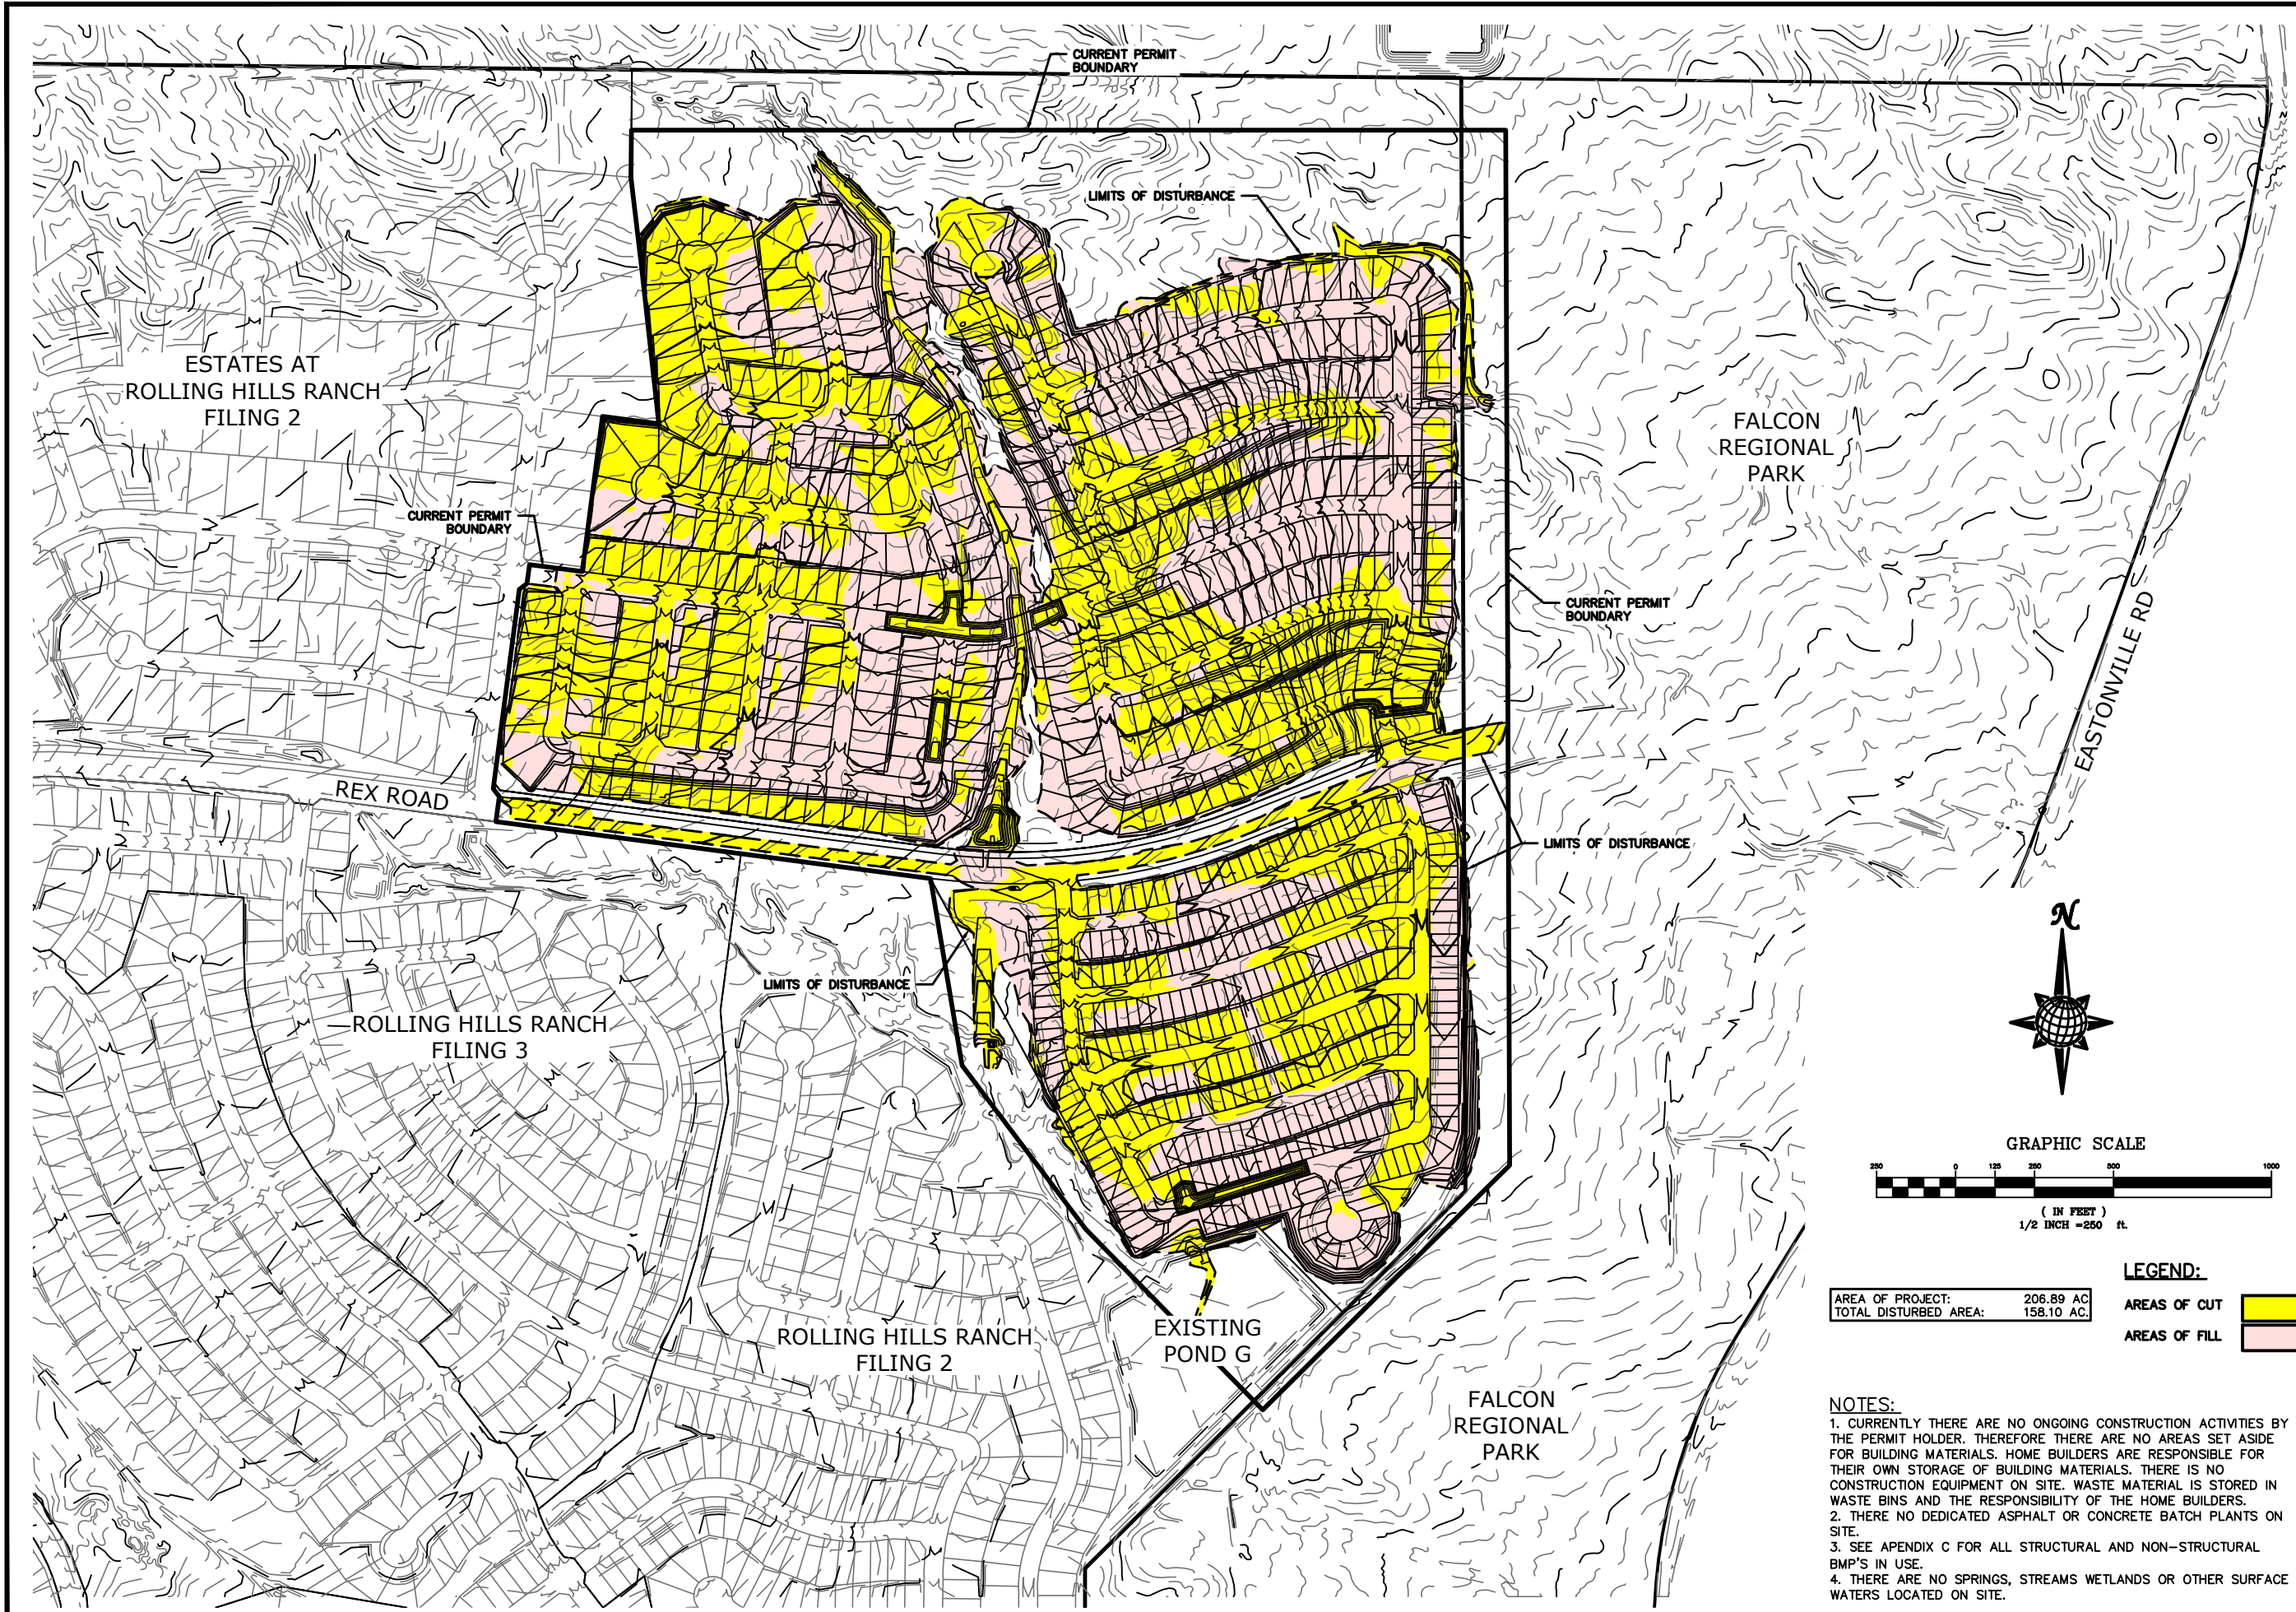 CURRENT PERMIT
BOUNDARY
LIMITS OF DISTURBANCE
ESTATES AT
ROLLING HILLS RANCH
FILING 2
FALCON
REGIONAL
PARK
CURRENT PERMIT
BOUNDARY
CURRENT PERMIT
BOUNDARY
EASTONVILLE RD
REX ROAD
LIMITS OF DISTURBANCE
N
LIMITS OF DISTURBANCE
ROLLING HILLS RANCH
FILING 3
GRAPHIC SCALE
250 0 125 250 500 1000
( IN FEET )
1/2 INCH =250 ft.
LEGEND:
AREA OF PROJECT: 206.89 AC
TOTAL DISTURBED AREA: 158.10 AC.
AREAS OF CUT
AREAS OF FILL
ROLLING HILLS RANCH
FILING 2
EXISTING
POND G
FALCON
REGIONAL
PARK
NOTES:
1. CURRENTLY THERE ARE NO ONGOING CONSTRUCTION ACTIVITIES BY
THE PERMIT HOLDER. THEREFORE THERE ARE NO AREAS SET ASIDE
FOR BUILDING MATERIALS. HOME BUILDERS ARE RESPONSIBLE FOR
THEIR OWN STORAGE OF BUILDING MATERIALS. THERE IS NO
CONSTRUCTION EQUIPMENT ON SITE. WASTE MATERIAL IS STORED IN
WASTE BINS AND THE RESPONSIBILITY OF THE HOME BUILDERS.
2. THERE NO DEDICATED ASPHALT OR CONCRETE BATCH PLANTS ON
SITE.
3. SEE APENDIX C FOR ALL STRUCTURAL AND NON-STRUCTURAL
BMP'S IN USE.
4. THERE ARE NO SPRINGS, STREAMS WETLANDS OR OTHER SURFACE
WATERS LOCATED ON SITE.